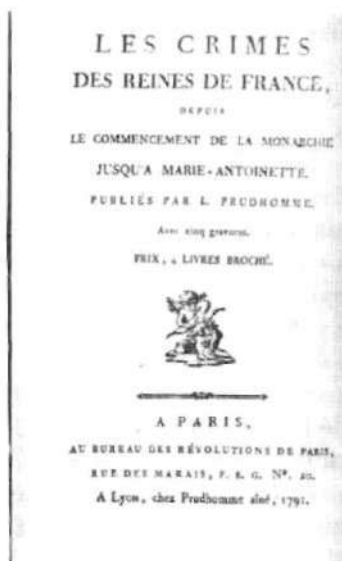 LES CRIMES
DES REINES DE FRANCE,
DEPUIS
LE COMMENCEMENT DE LA MONARCHIE
JUSQU'A MARIE-ANTOINETTE.
PUBLIÉS PAR L. PRUDHOMME.
Avec cinq gravures.
PRIX, 4 LIVRES BROCHÉ.
A PARIS,
AU BUREAU DES RÉVOLUTIONS DE PARIS,
RUE DES MARAIS, F. S. G. Nº. 20.
A Lyon, chez Prudhomme aîné, 1791.